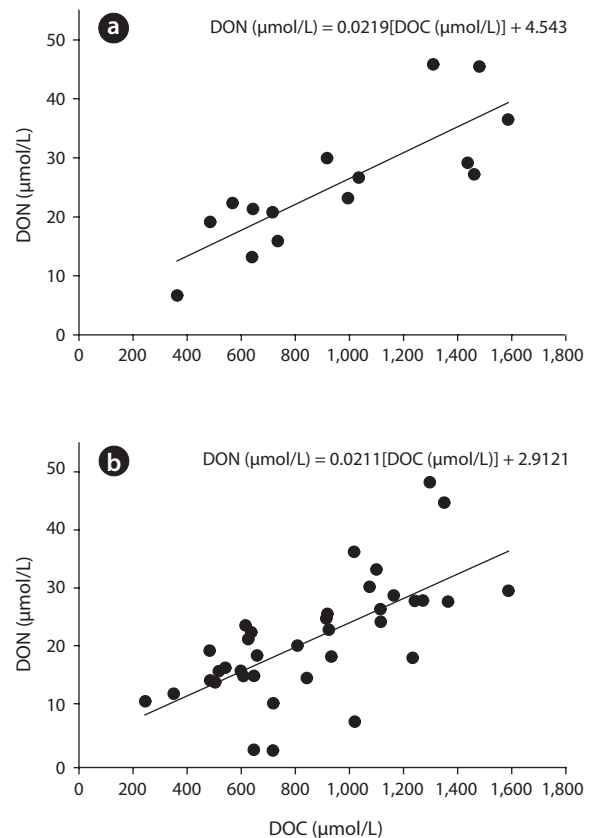 a
DON (µmol/L) = 0.0219[DOC (µmol/L)] + 4.543
50
40
30
20
10
0
DON (µmol/L)
0 400 600 800 1,000 1,200 1,400 1,600 1,800
b
DON (µmol/L) = 0.0211[DOC (µmol/L)] + 2.9121
50
40
30
20
10
0
DON (µmol/L)
0 200 400 600 800 1,000 1,200 1,400 1,600 1,800
DOC (µmol/L)